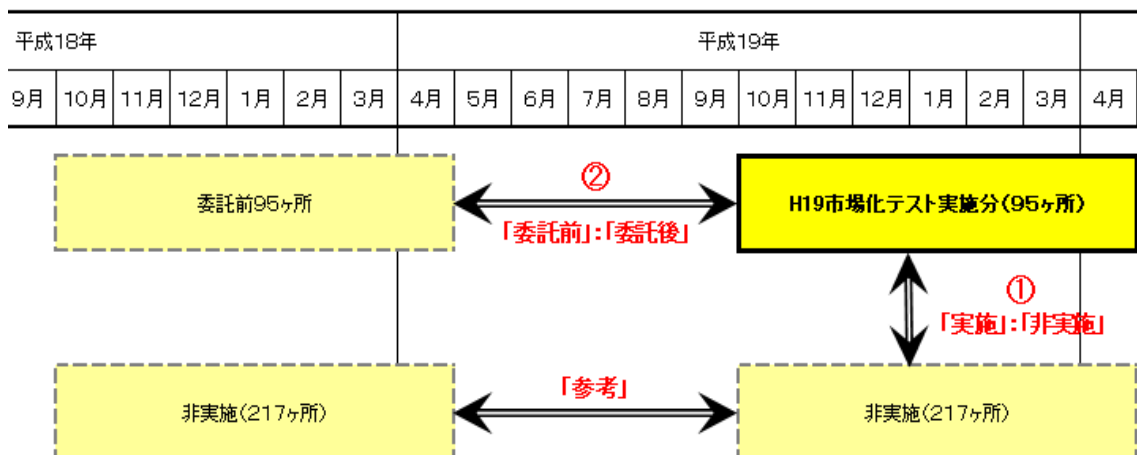 平成18年 平成19年
9月 10月 11月 12月 1月 2月 3月 4月 5月 6月 7月 8月 9月 10月 11月 12月 1月 2月 3月 4月
委託前95ヶ所
②
「委託前」:「委託後」
H19市場化テスト実施分(95ヶ所)
①
「実施」:「非実施」
非実施(217ヶ所)
「参考」
非実施(217ヶ所)